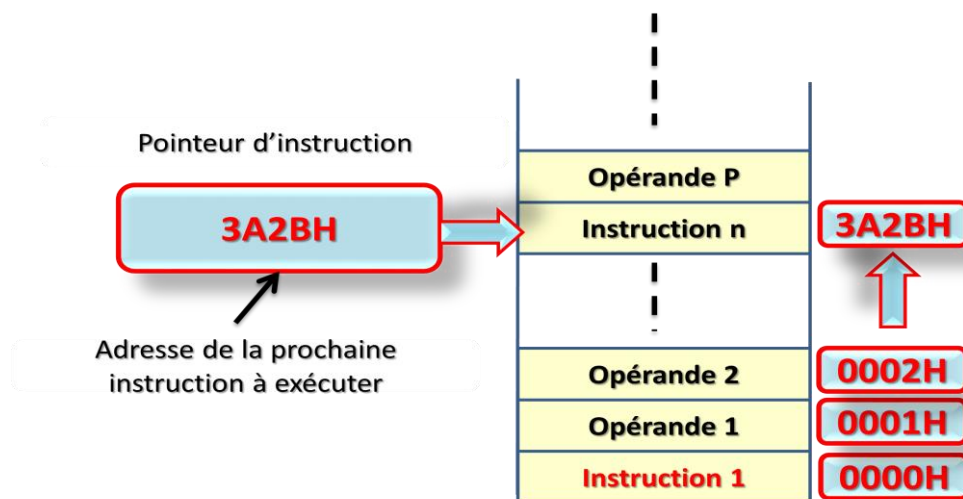 Pointeur d'instruction
3A2BH
Adresse de la prochaine
instruction à exécuter
Opérande P
Instruction n
3A2BH
Opérande 2
0002H
Opérande 1
0001H
Instruction 1
0000H